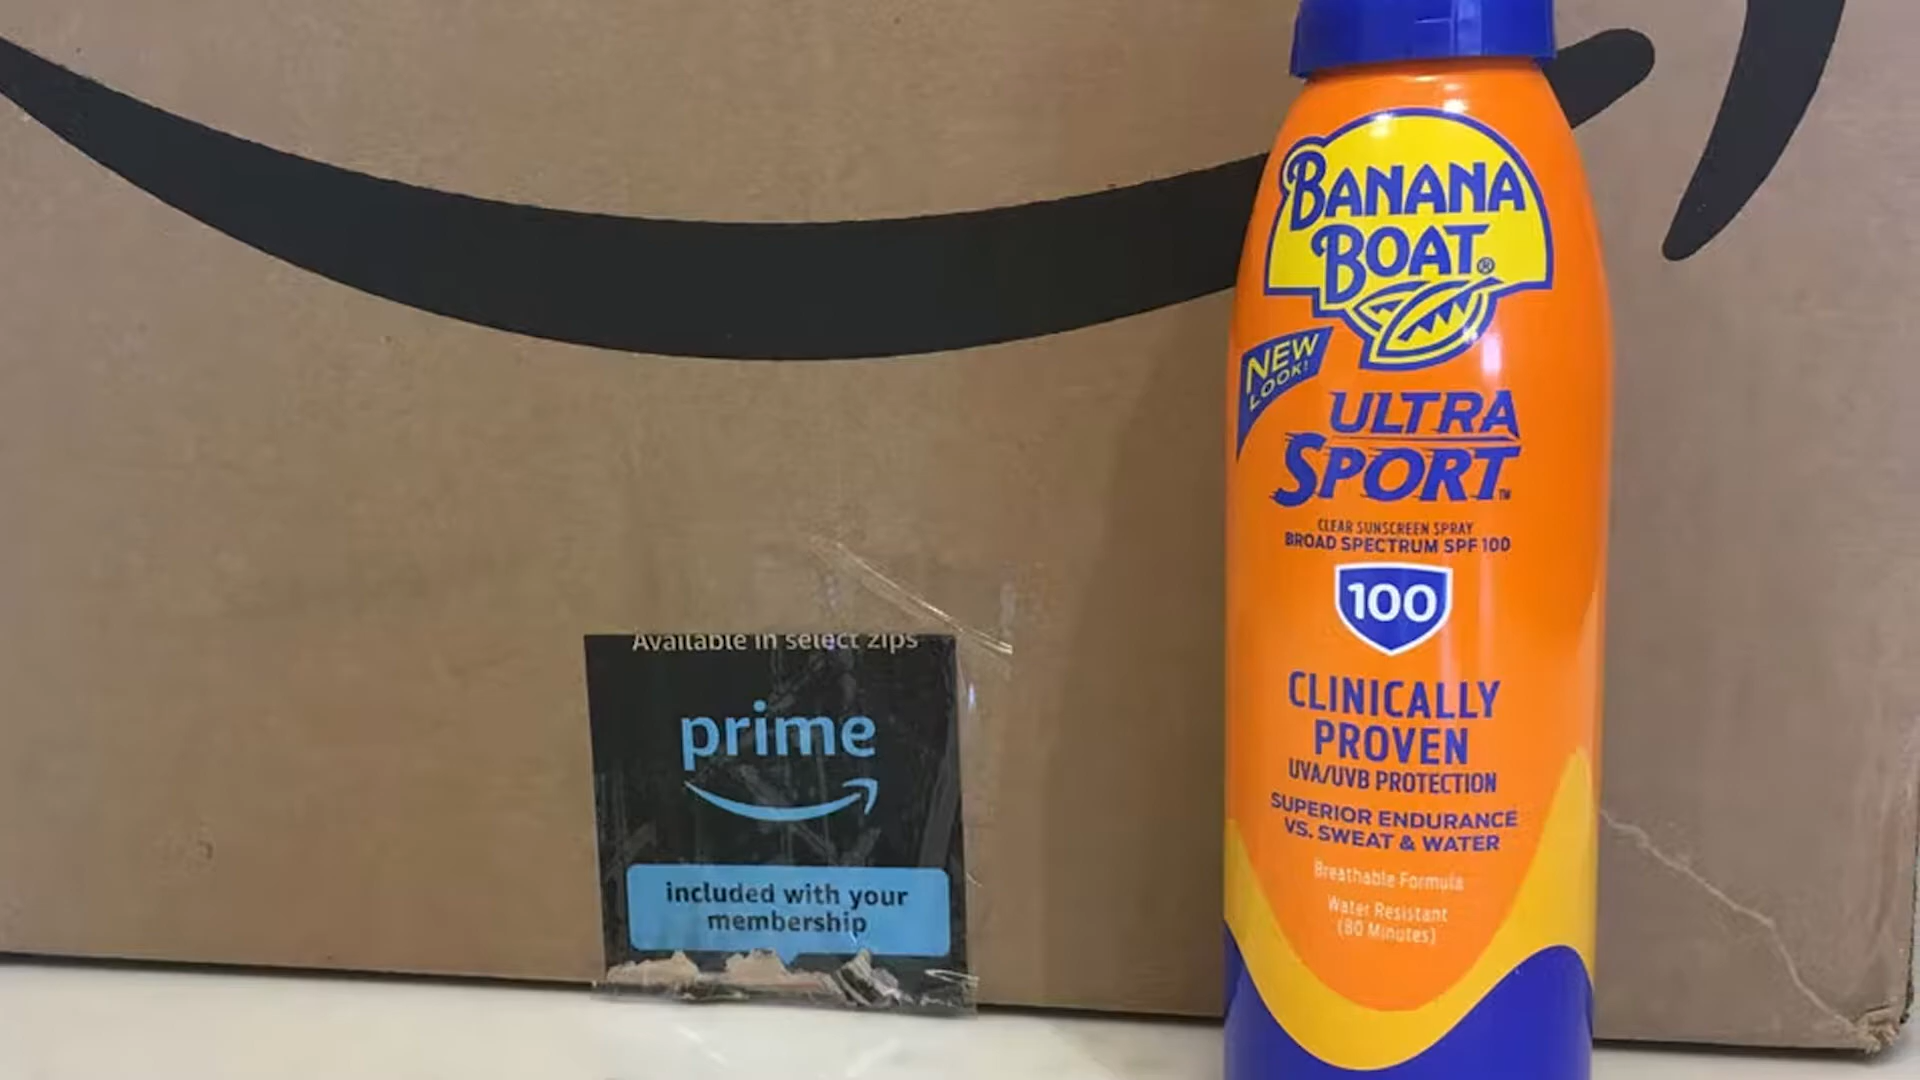 Available in select zips
prime
included with your
membership
BANANA
BOAT®
NEW
LOOK!
ULTRA
SPORT™
CLEAR SUNSCREEN SPRAY
BROAD SPECTRUM SPF 100
100
CLINICALLY
PROVEN
UVA/UVB PROTECTION
SUPERIOR ENDURANCE
VS. SWEAT & WATER
Breathable Formula
Water Resistant
(80 Minutes)